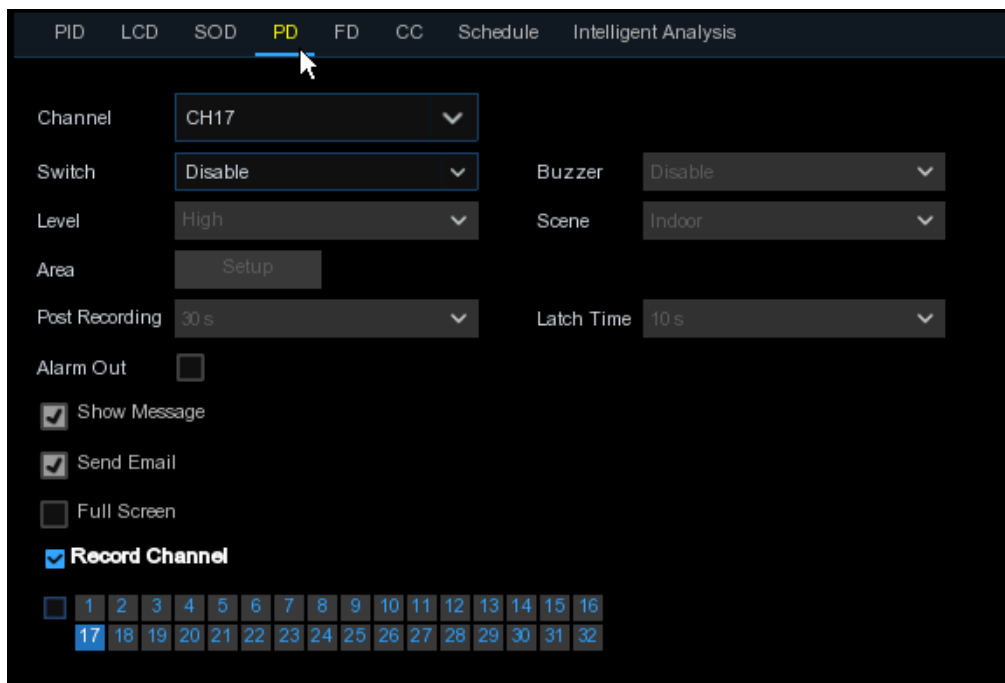 PID LCD SOD PD FD CC Schedule Intelligent Analysis
Channel CH17
Switch Disable Buzzer Disable
Level High Scene Indoor
Area Setup
Post Recording 30 s Latch Time 10 s
Alarm Out
Show Message
Send Email
Full Screen
Record Channel
1 2 3 4 5 6 7 8 9 10 11 12 13 14 15 16
17 18 19 20 21 22 23 24 25 26 27 28 29 30 31 32